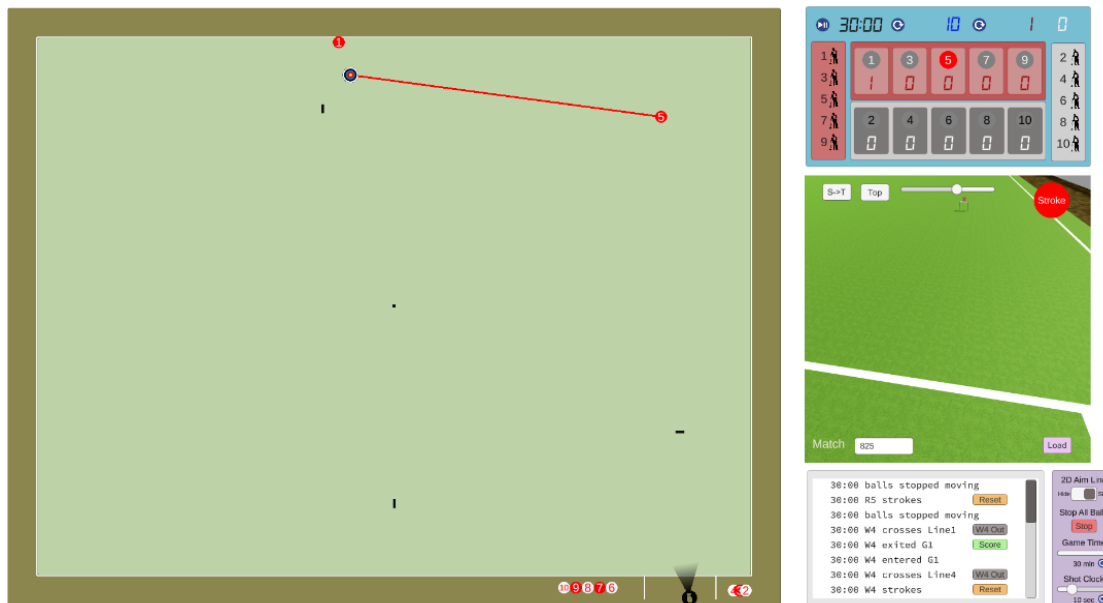 30:00 10 1 0
1 1 3 5 7 9 2
3 1 0 0 0 0 4
5 6
7 2 4 6 8 10 8
9 0 0 0 0 0 10
1
5
S->T Top Stroke
Match 825 Load
30:00 balls stopped moving
30:00 R5 strokes Reset
30:00 balls stopped moving
30:00 W4 crosses Line1 W4 Out
30:00 W4 exited G1 Score
30:00 W4 entered G1
30:00 W4 crosses Line4 W4 Out
30:00 W4 strokes Reset
2D Aim Line
Hide
Stop All Ball
Stop
Game Time
30 min
Shot Clock
10 sec
10 9 8 7 6
2